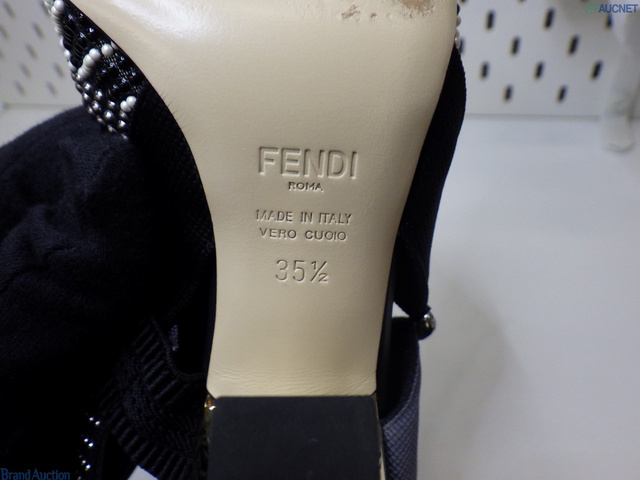 AUCNET
FENDI
ROMA
MADE IN ITALY
VERO CUOIO
35½
Brand Auction